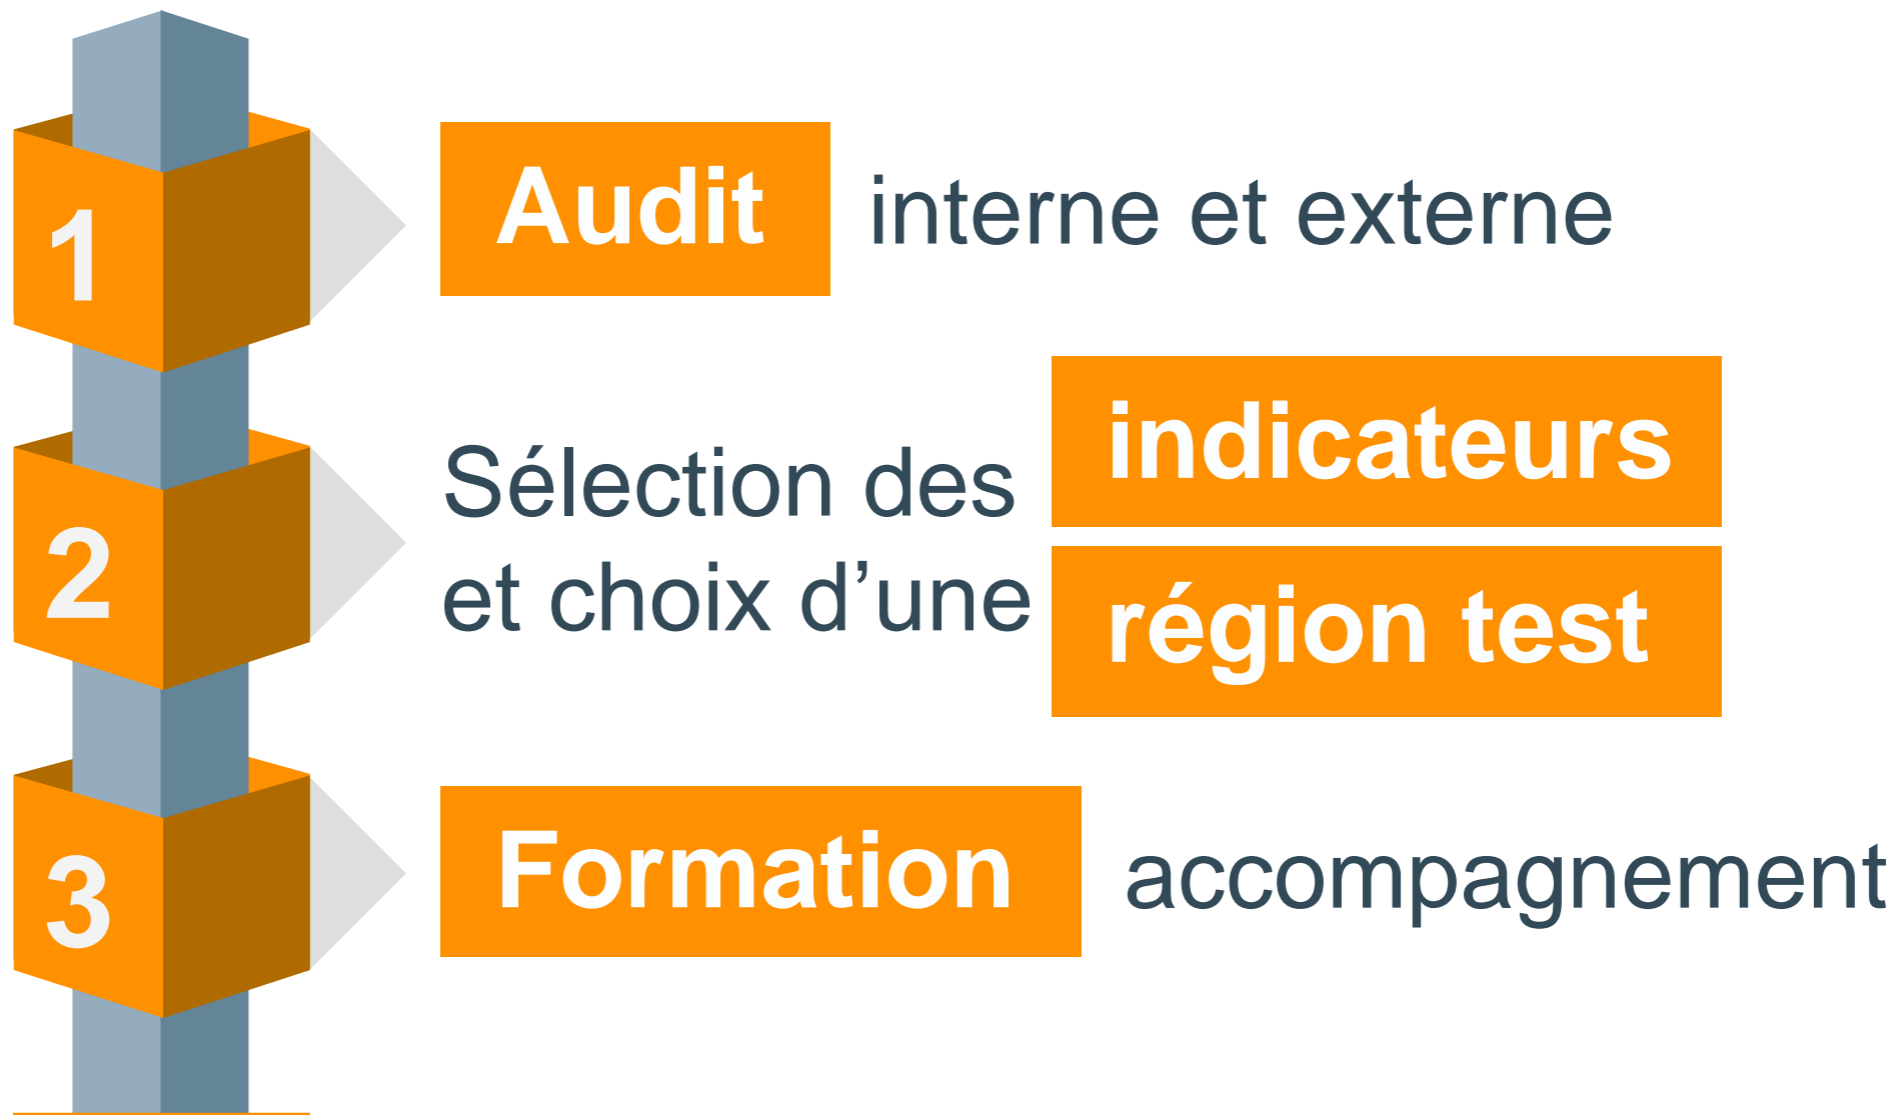 1
Audit interne et externe
2
Sélection des indicateurs
et choix d’une région test
3
Formation accompagnement